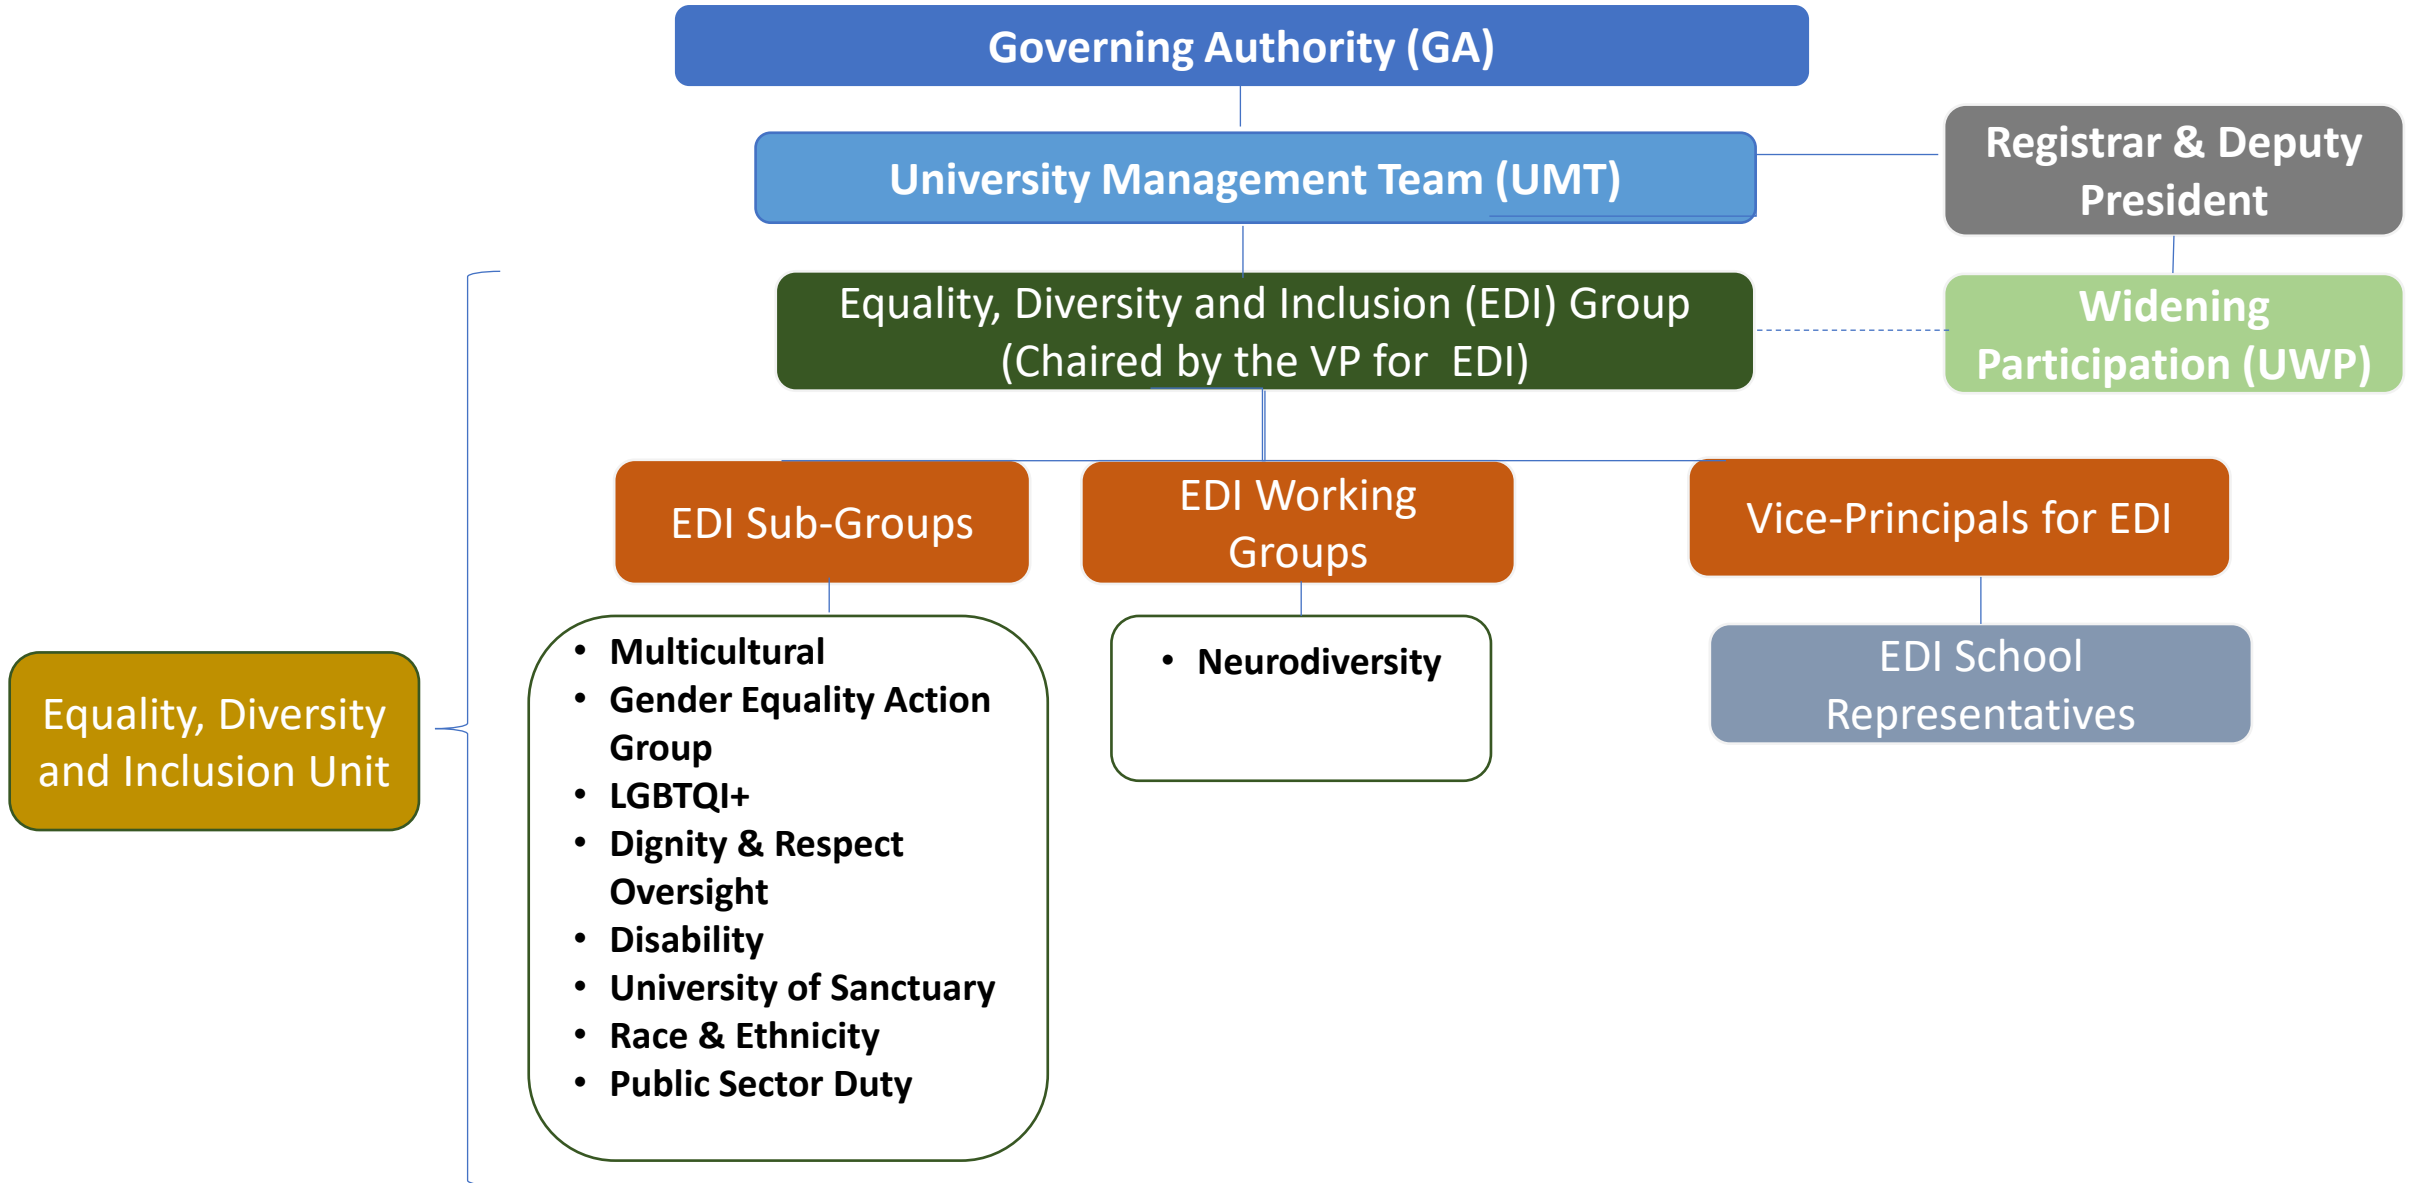 Governing Authority (GA)
University Management Team (UMT)
Registrar & Deputy
President
Equality, Diversity and Inclusion (EDI) Group
(Chaired by the VP for  EDI)
Widening
Participation (UWP)
EDI Sub-Groups
EDI Working
Groups
Vice-Principals for EDI
Equality, Diversity
and Inclusion Unit
• Multicultural
• Gender Equality Action
Group
• LGBTQI+
• Dignity & Respect
Oversight
• Disability
• University of Sanctuary
• Race & Ethnicity
• Public Sector Duty
• Neurodiversity
EDI School
Representatives